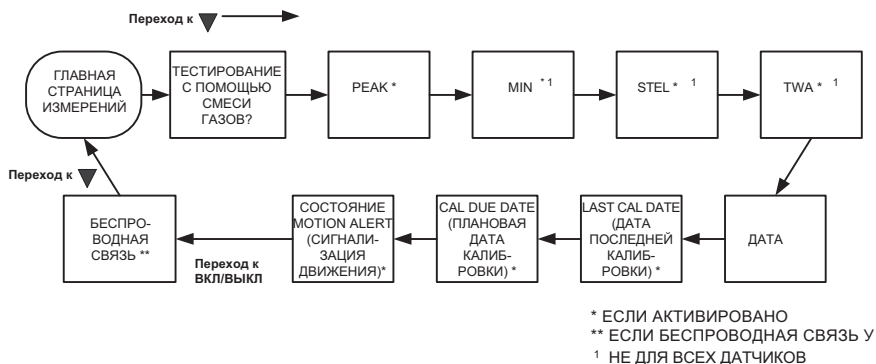 Переход к
ГЛАВНАЯ
СТРАНИЦА
ИЗМЕРЕНИЙ
ТЕСТИРОВАНИЕ
С ПОМОЩЬЮ
СМЕСИ
ГАЗОВ?
PEAK *
MIN * 1
STEL * 1
TWA * 1
Переход к
БЕСПРО-
ВОДНАЯ
СВЯЗЬ **
Переход к
ВКЛ/ВЫКЛ
СОСТОЯНИЕ
MOTION ALERT
(СИГНАЛИ-
ЗАЦИЯ
ДВИЖЕНИЯ)*
CAL DUE DATE
(ПЛАНОВАЯ
ДАТА
КАЛИБ-
РОВКИ) *
LAST CAL DATE
(ДАТА
ПОСЛЕДНЕЙ
КАЛИБ-
РОВКИ) *
ДАТА
* ЕСЛИ АКТИВИРОВАНО
** ЕСЛИ БЕСПРОВОДНАЯ СВЯЗЬ У
1 НЕ ДЛЯ ВСЕХ ДАТЧИКОВ